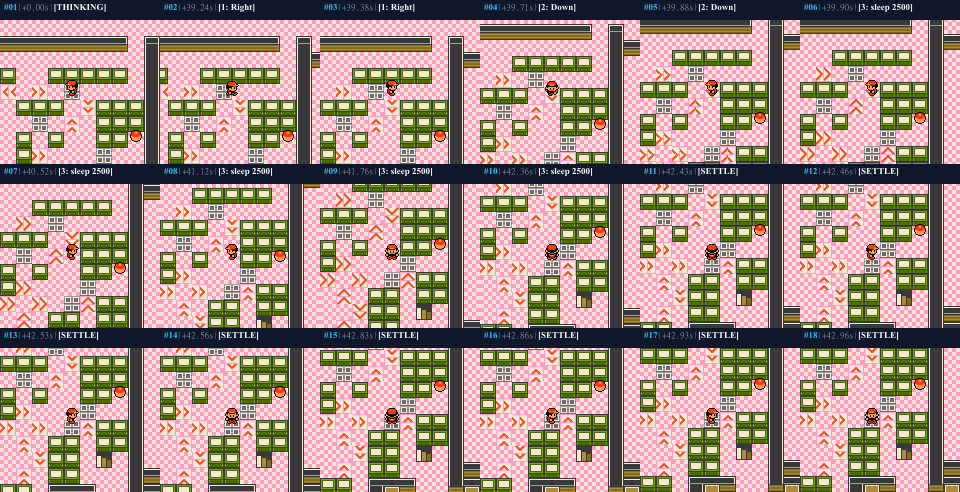 #01|+0.00s|[THINKING]
#02|+39.24s|[1: Right]
#03|+39.38s|[1: Right]
#04|+39.71s|[2: Down]
#05|+39.88s|[2: Down]
#06|+39.90s|[3: sleep 2500]
#07|+40.52s|[3: sleep 2500]
#08|+41.12s|[3: sleep 2500]
#09|+41.76s|[3: sleep 2500]
#10|+42.36s|[3: sleep 2500]
#11|+42.43s|[SETTLE]
#12|+42.46s|[SETTLE]
#13|+42.53s|[SETTLE]
#14|+42.56s|[SETTLE]
#15|+42.83s|[SETTLE]
#16|+42.86s|[SETTLE]
#17|+42.93s|[SETTLE]
#18|+42.96s|[SETTLE]